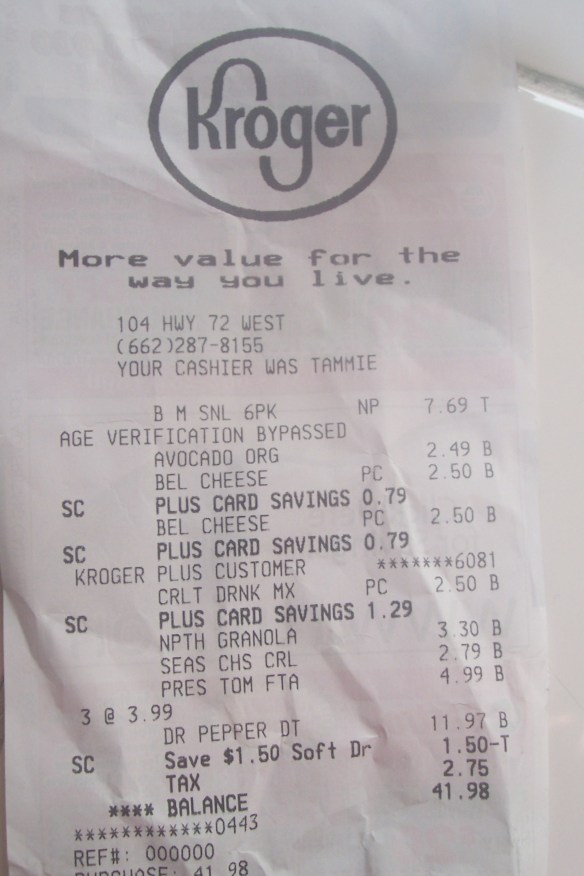 Kroger
More value for the
way you live.
104 HWY 72 WEST
(662)287-8155
YOUR CASHIER WAS TAMMIE
B M SNL 6PK NP 7.69 T
AGE VERIFICATION BYPASSED
AVOCADO ORG 2.49 B
BEL CHEESE PC 2.50 B
SC PLUS CARD SAVINGS 0.79
BEL CHEESE PC 2.50 B
SC PLUS CARD SAVINGS 0.79
KROGER PLUS CUSTOMER *******6081
CRLT DRNK MX PC 2.50 B
SC PLUS CARD SAVINGS 1.29
NPTH GRANOLA 3.30 B
SEAS CHS CRL 2.79 B
PRES TOM FTA 4.99 B
3 @ 3.99
DR PEPPER DT 11.97 B
SC Save $1.50 Soft Dr 1.50-T
TAX 2.75
**** BALANCE 41.98
************0443
REF#: 000000
PURCHASE: 41.98